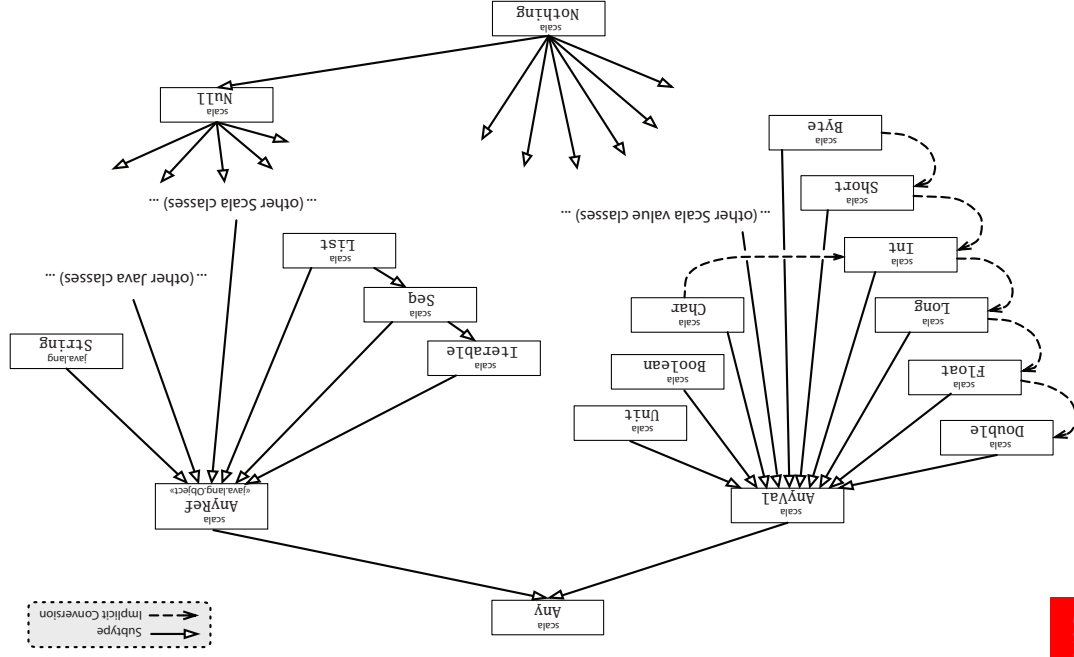 scala
Any
Subtype
Implicit Conversion
scala
AnyVal
scala
AnyRef
«java.lang.Object»
scala
Double
scala
Unit
scala
Float
scala
Boolean
scala
Iterable
java.lang
String
scala
Long
scala
Char
scala
Seq
... (other Java classes) ...
scala
Int
scala
List
... (other Scala value classes) ...
... (other Scala classes) ...
scala
Short
scala
Byte
scala
Null
scala
Nothing